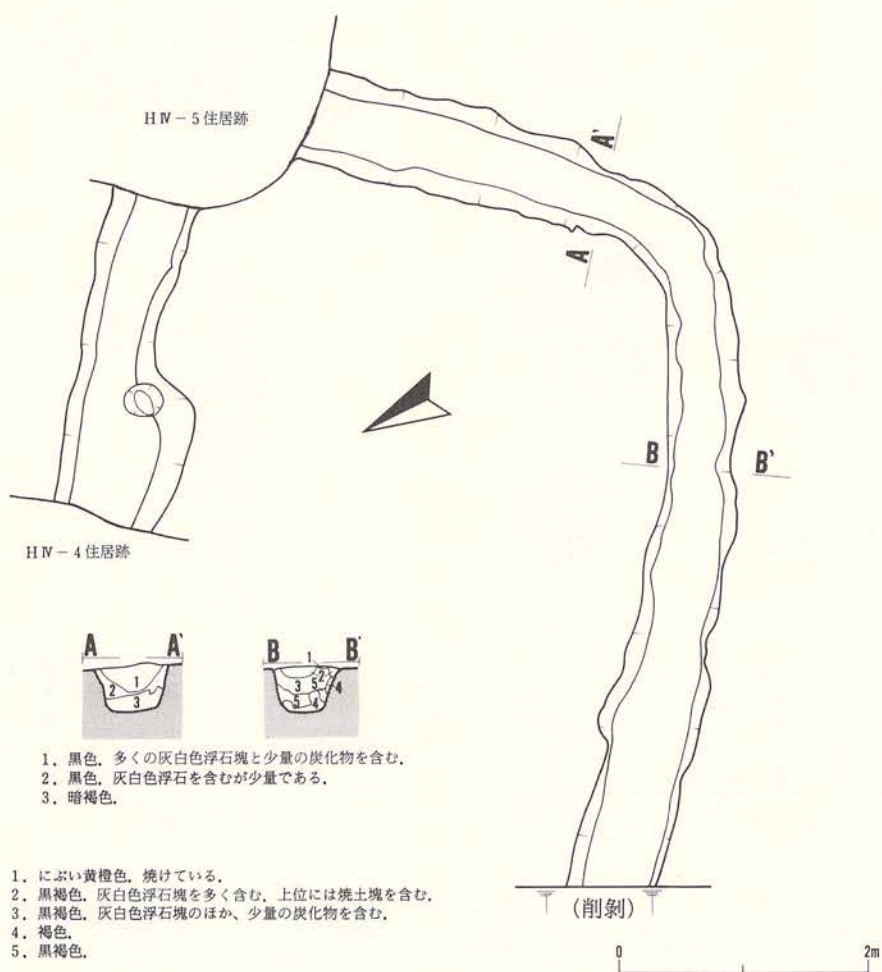 HⅣ－5住居跡
A'
A
B
B'
HⅣ－4住居跡
A A'
1
2
3
B B'
1
2
3 5 4
5 4
1．黒色．多くの灰白色浮石塊と少量の炭化物を含む．
2．黒色．灰白色浮石を含むが少量である．
3．暗褐色．
1．にぶい黄橙色．焼けている．
2．黒褐色．灰白色浮石塊を多く含む．上位には焼土塊を含む．
3．黒褐色．灰白色浮石塊のほか、少量の炭化物を含む．
4．褐色．
5．黒褐色．
(削剝)
0 2m